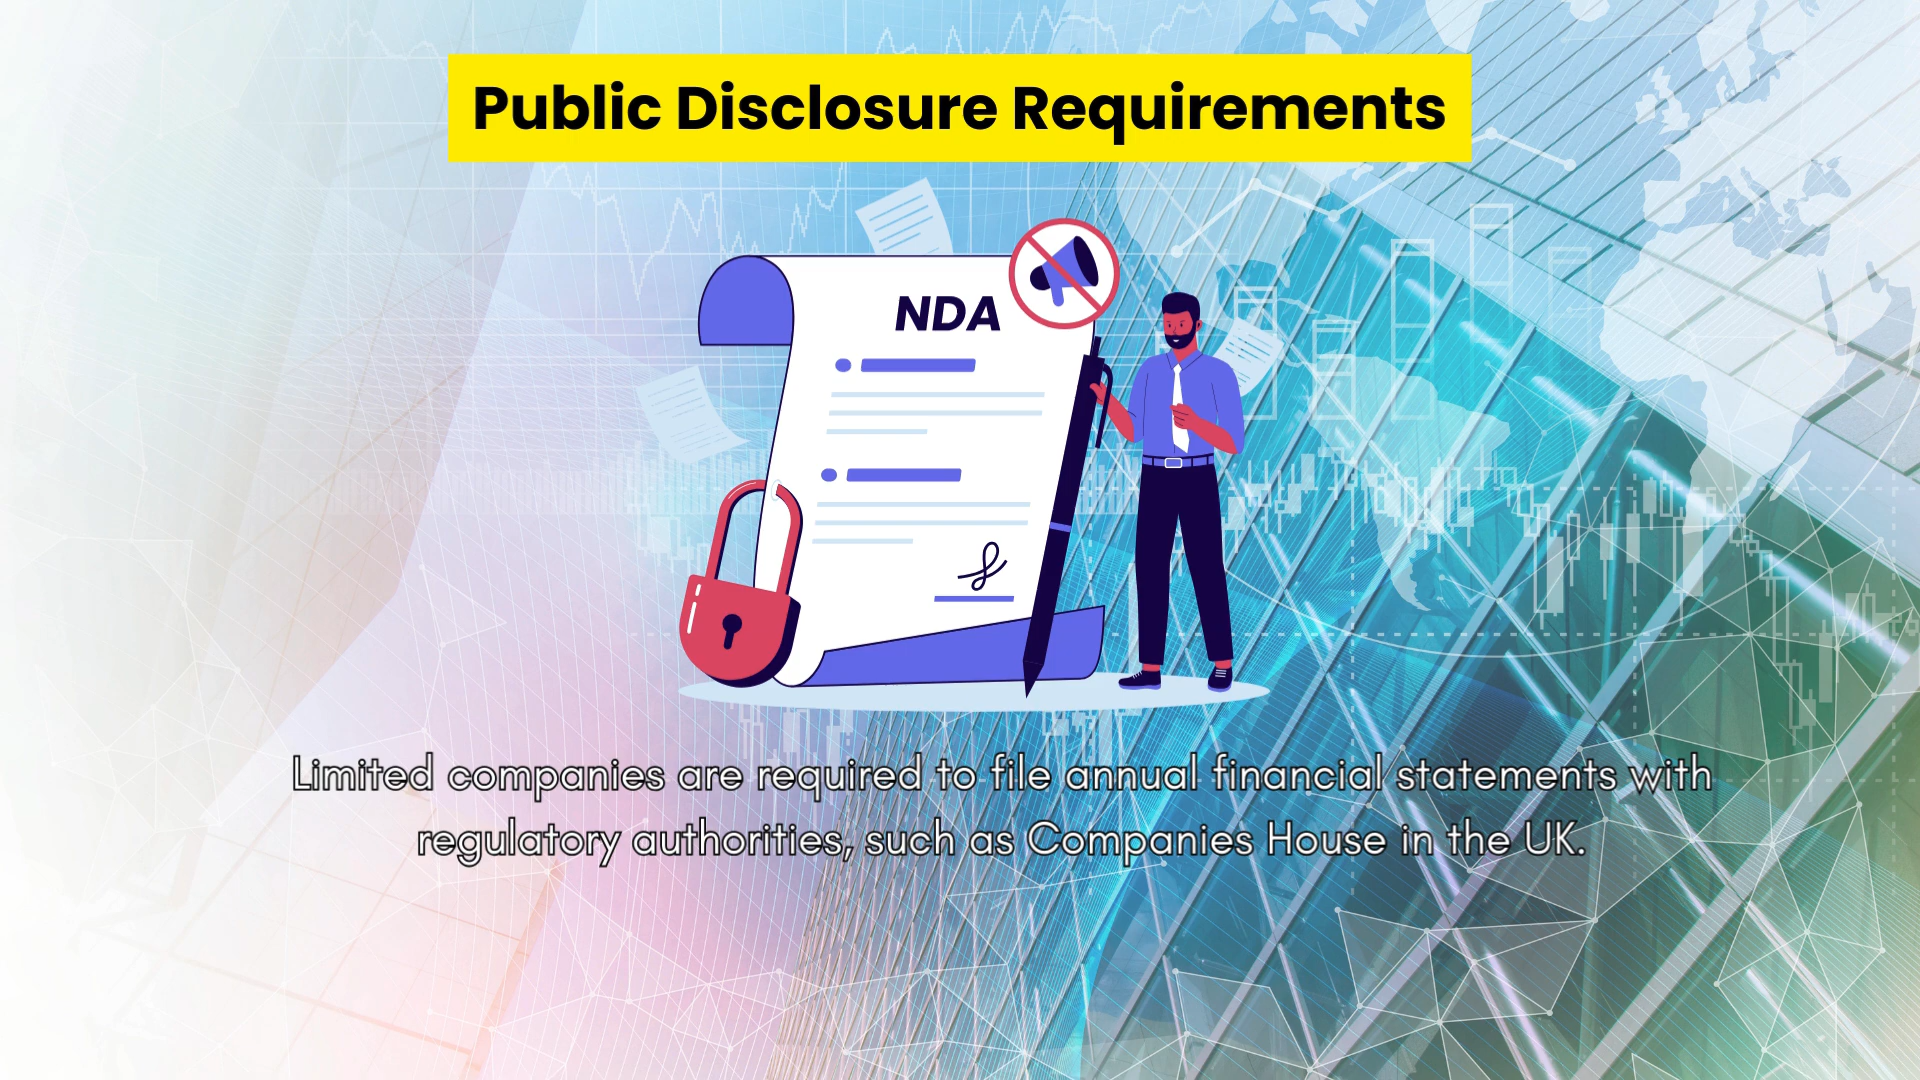 Public Disclosure Requirements
NDA
Limited companies are required to file annual financial statements with
regulatory authorities, such as Companies House in the UK.